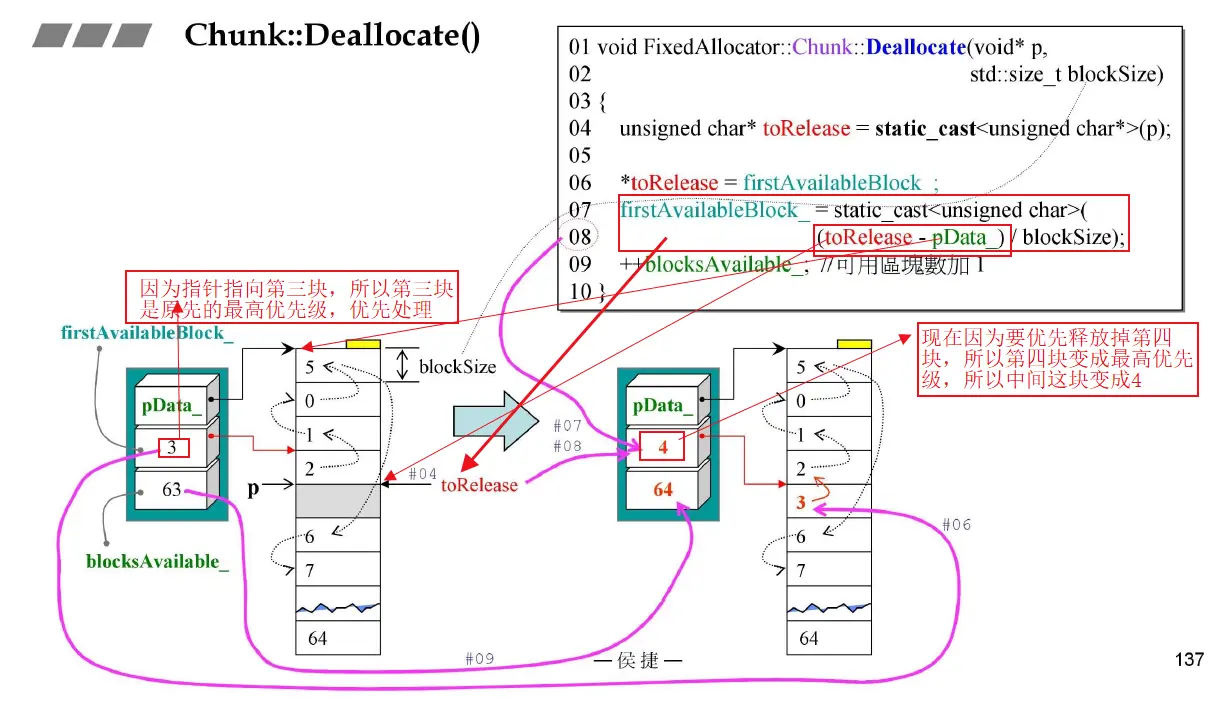 Chunk::Deallocate()
01 void FixedAllocator::Chunk::Deallocate(void* p,
02 std::size_t blockSize)
03 {
04 unsigned char* toRelease = static_cast<unsigned char*>(p);
05
06 *toRelease = firstAvailableBlock_;
07 firstAvailableBlock_ = static_cast<unsigned char>(
08 (toRelease - pData_) / blockSize);
09 ++blocksAvailable_; //可用區塊數加 1
10 }
因为指针指向第三块，所以第三块
是原先的最高优先级，优先处理
firstAvailableBlock_
pData_
3
63
blocksAvailable_
p
5
0
1
2
6
7
64
blockSize
#04
toRelease
#07
#08
现在因为要优先释放掉第四
块，所以第四块变成最高优先
级，所以中间这块变成4
pData_
4
64
5
0
1
2
3
6
7
64
#06
#09
侯捷
137